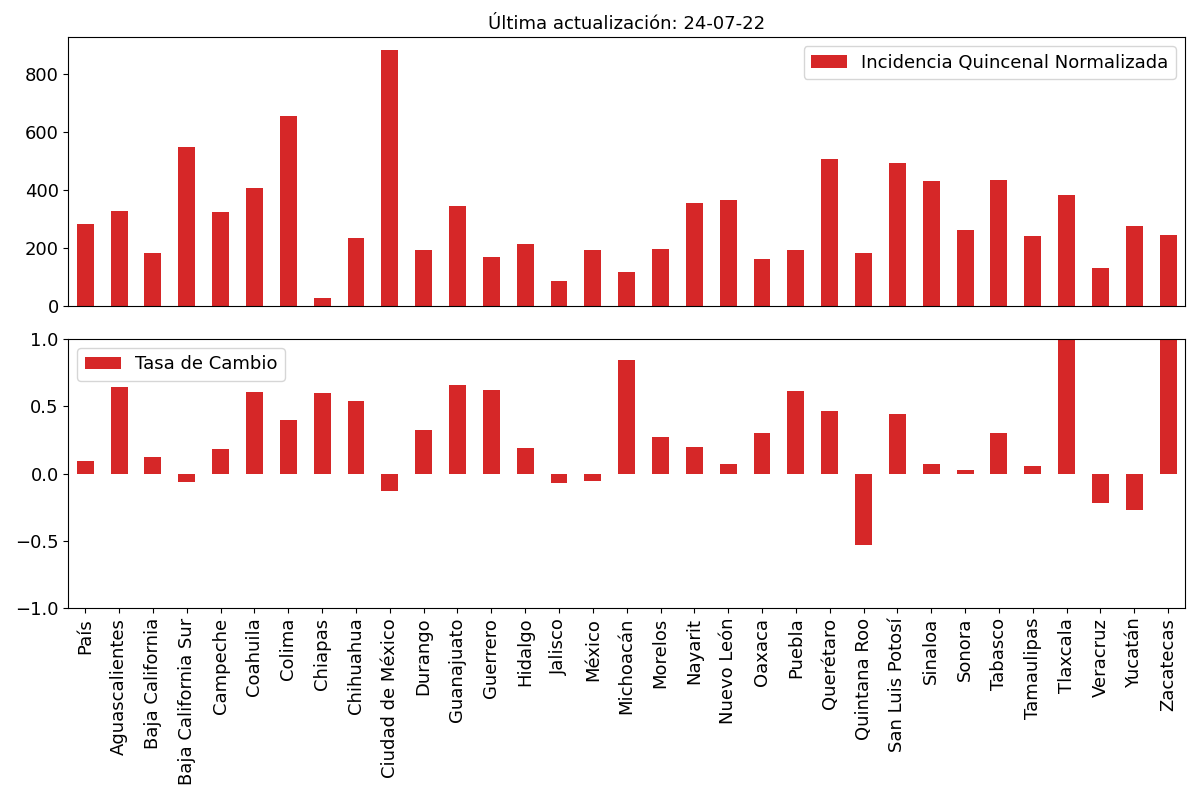 Última actualización: 24-07-22
Incidencia Quincenal Normalizada
800
600
400
200
0
Tasa de Cambio
1.0
0.5
0.0
−0.5
−1.0
País
Aguascalientes
Baja California
Baja California Sur
Campeche
Coahuila
Colima
Chiapas
Chihuahua
Ciudad de México
Durango
Guanajuato
Guerrero
Hidalgo
Jalisco
México
Michoacán
Morelos
Nayarit
Nuevo León
Oaxaca
Puebla
Querétaro
Quintana Roo
San Luis Potosí
Sinaloa
Sonora
Tabasco
Tamaulipas
Tlaxcala
Veracruz
Yucatán
Zacatecas